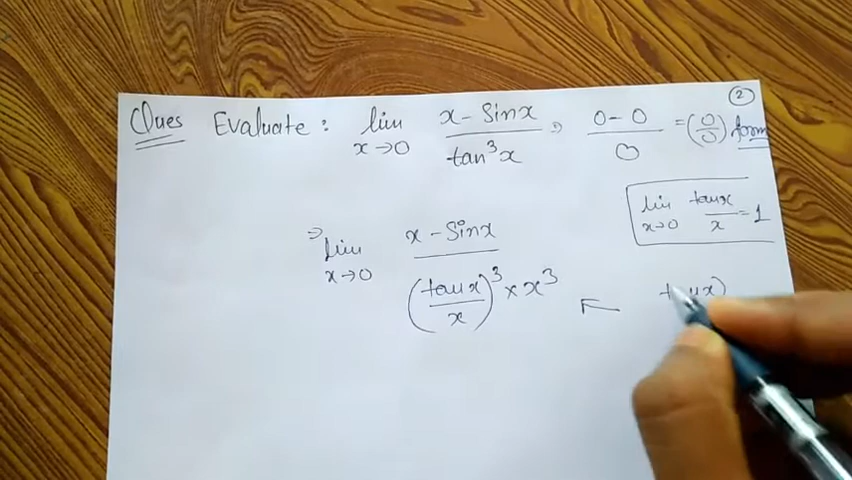 2
Ques Evaluate: lim x→0 x - Sinx / tan³x , 0 - 0 / 0 = (0/0) form
lim x→0 tanx / x = 1
⇒ lim x→0 x - Sinx / (tanx / x)³ × x³ ← tanx)